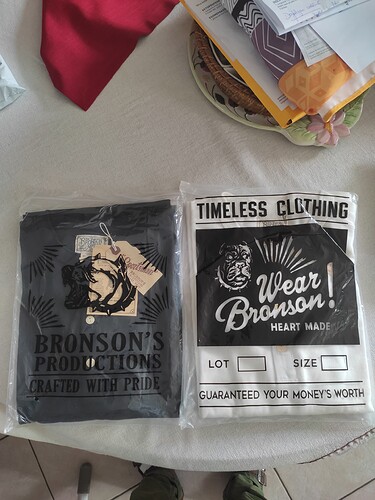 BRONSON'S
PRODUCTIONS
CRAFTED WITH PRIDE
TIMELESS CLOTHING
Wear
Bronson!
HEART MADE
LOT
SIZE
GUARANTEED YOUR MONEY'S WORTH